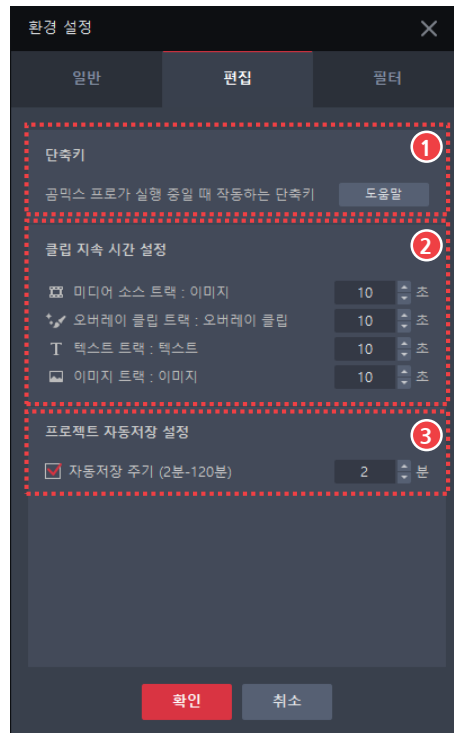 환경 설정
일반 편집 필터
단축키 1
곰믹스 프로가 실행 중일 때 작동하는 단축키 도움말
클립 지속 시간 설정 2
미디어 소스 트랙 : 이미지 10 초
오버레이 클립 트랙 : 오버레이 클립 10 초
텍스트 트랙 : 텍스트 10 초
이미지 트랙 : 이미지 10 초
프로젝트 자동저장 설정 3
자동저장 주기 (2분-120분) 2 분
확인 취소